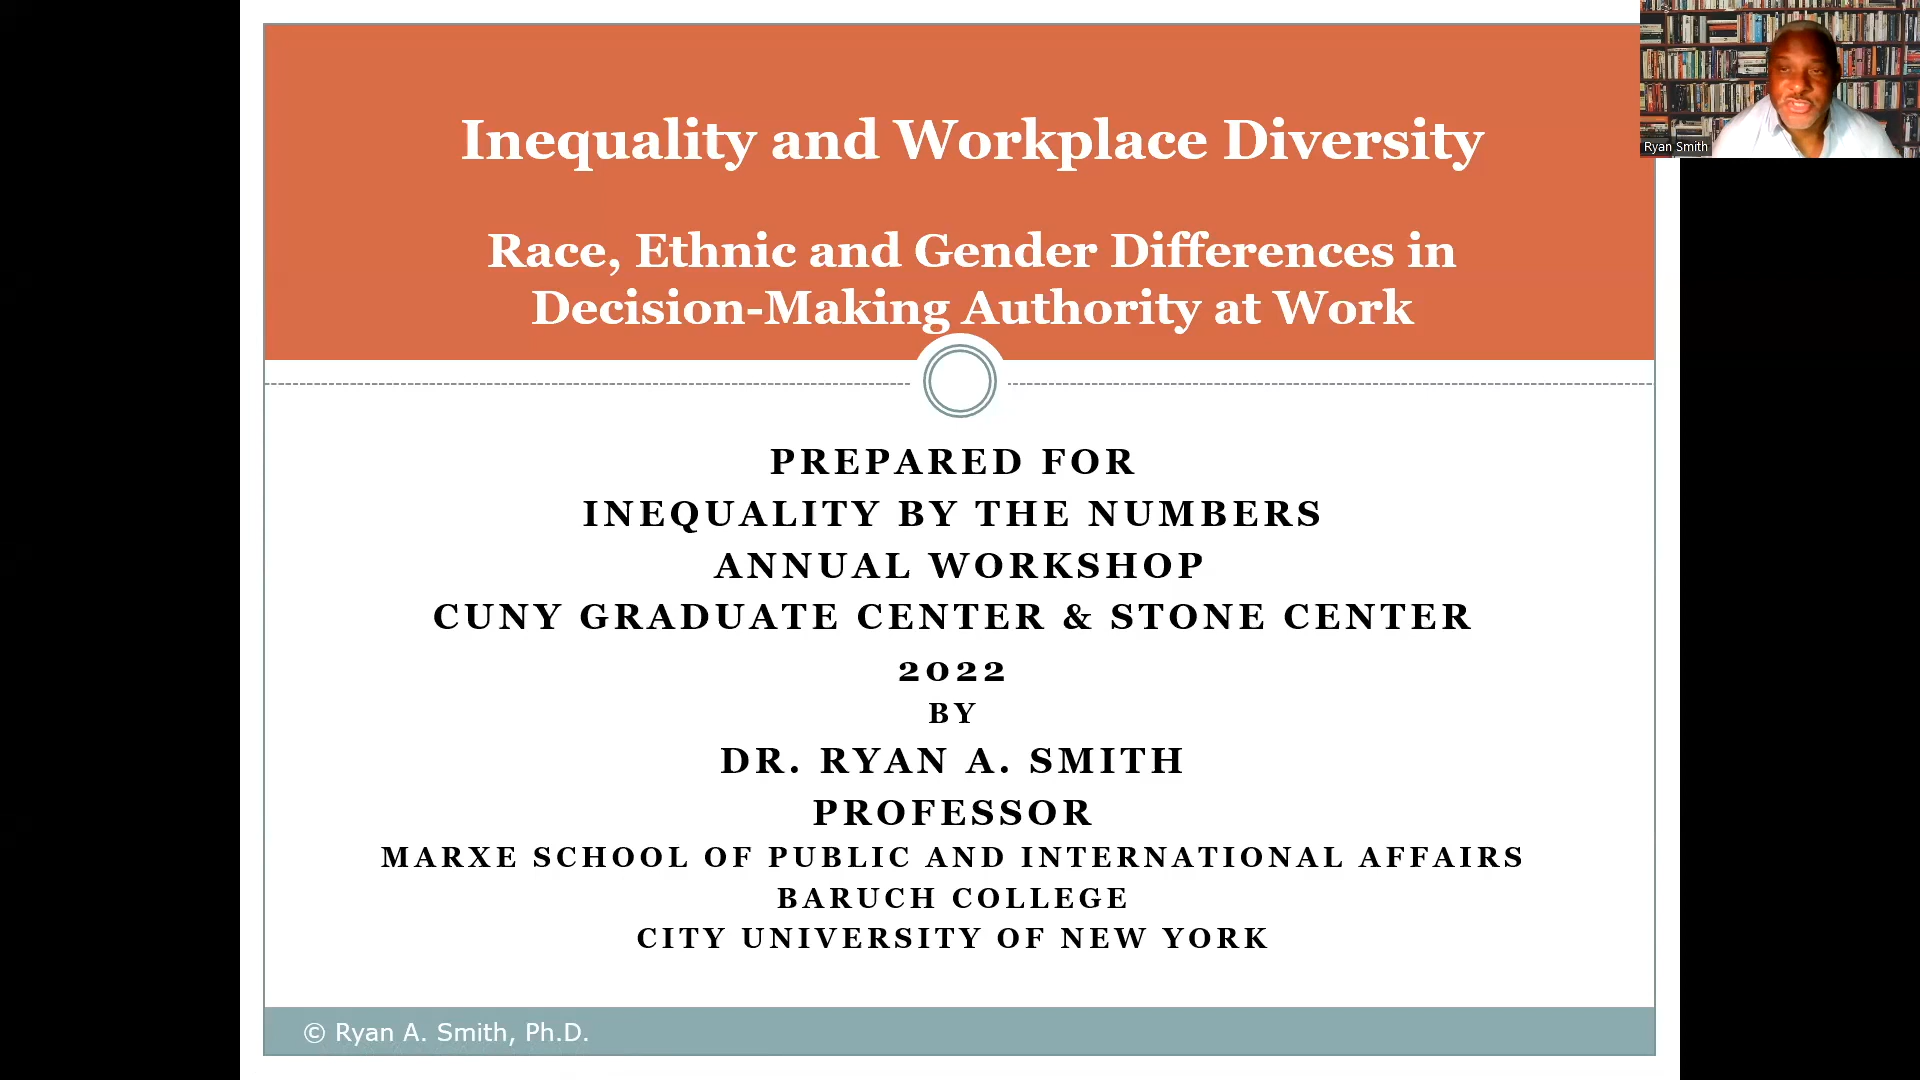 Inequality and Workplace Diversity
Race, Ethnic and Gender Differences in
Decision-Making Authority at Work
PREPARED FOR
INEQUALITY BY THE NUMBERS
ANNUAL WORKSHOP
CUNY GRADUATE CENTER & STONE CENTER
2022
BY
DR. RYAN A. SMITH
PROFESSOR
MARXE SCHOOL OF PUBLIC AND INTERNATIONAL AFFAIRS
BARUCH COLLEGE
CITY UNIVERSITY OF NEW YORK
© Ryan A. Smith, Ph.D.
Ryan Smith